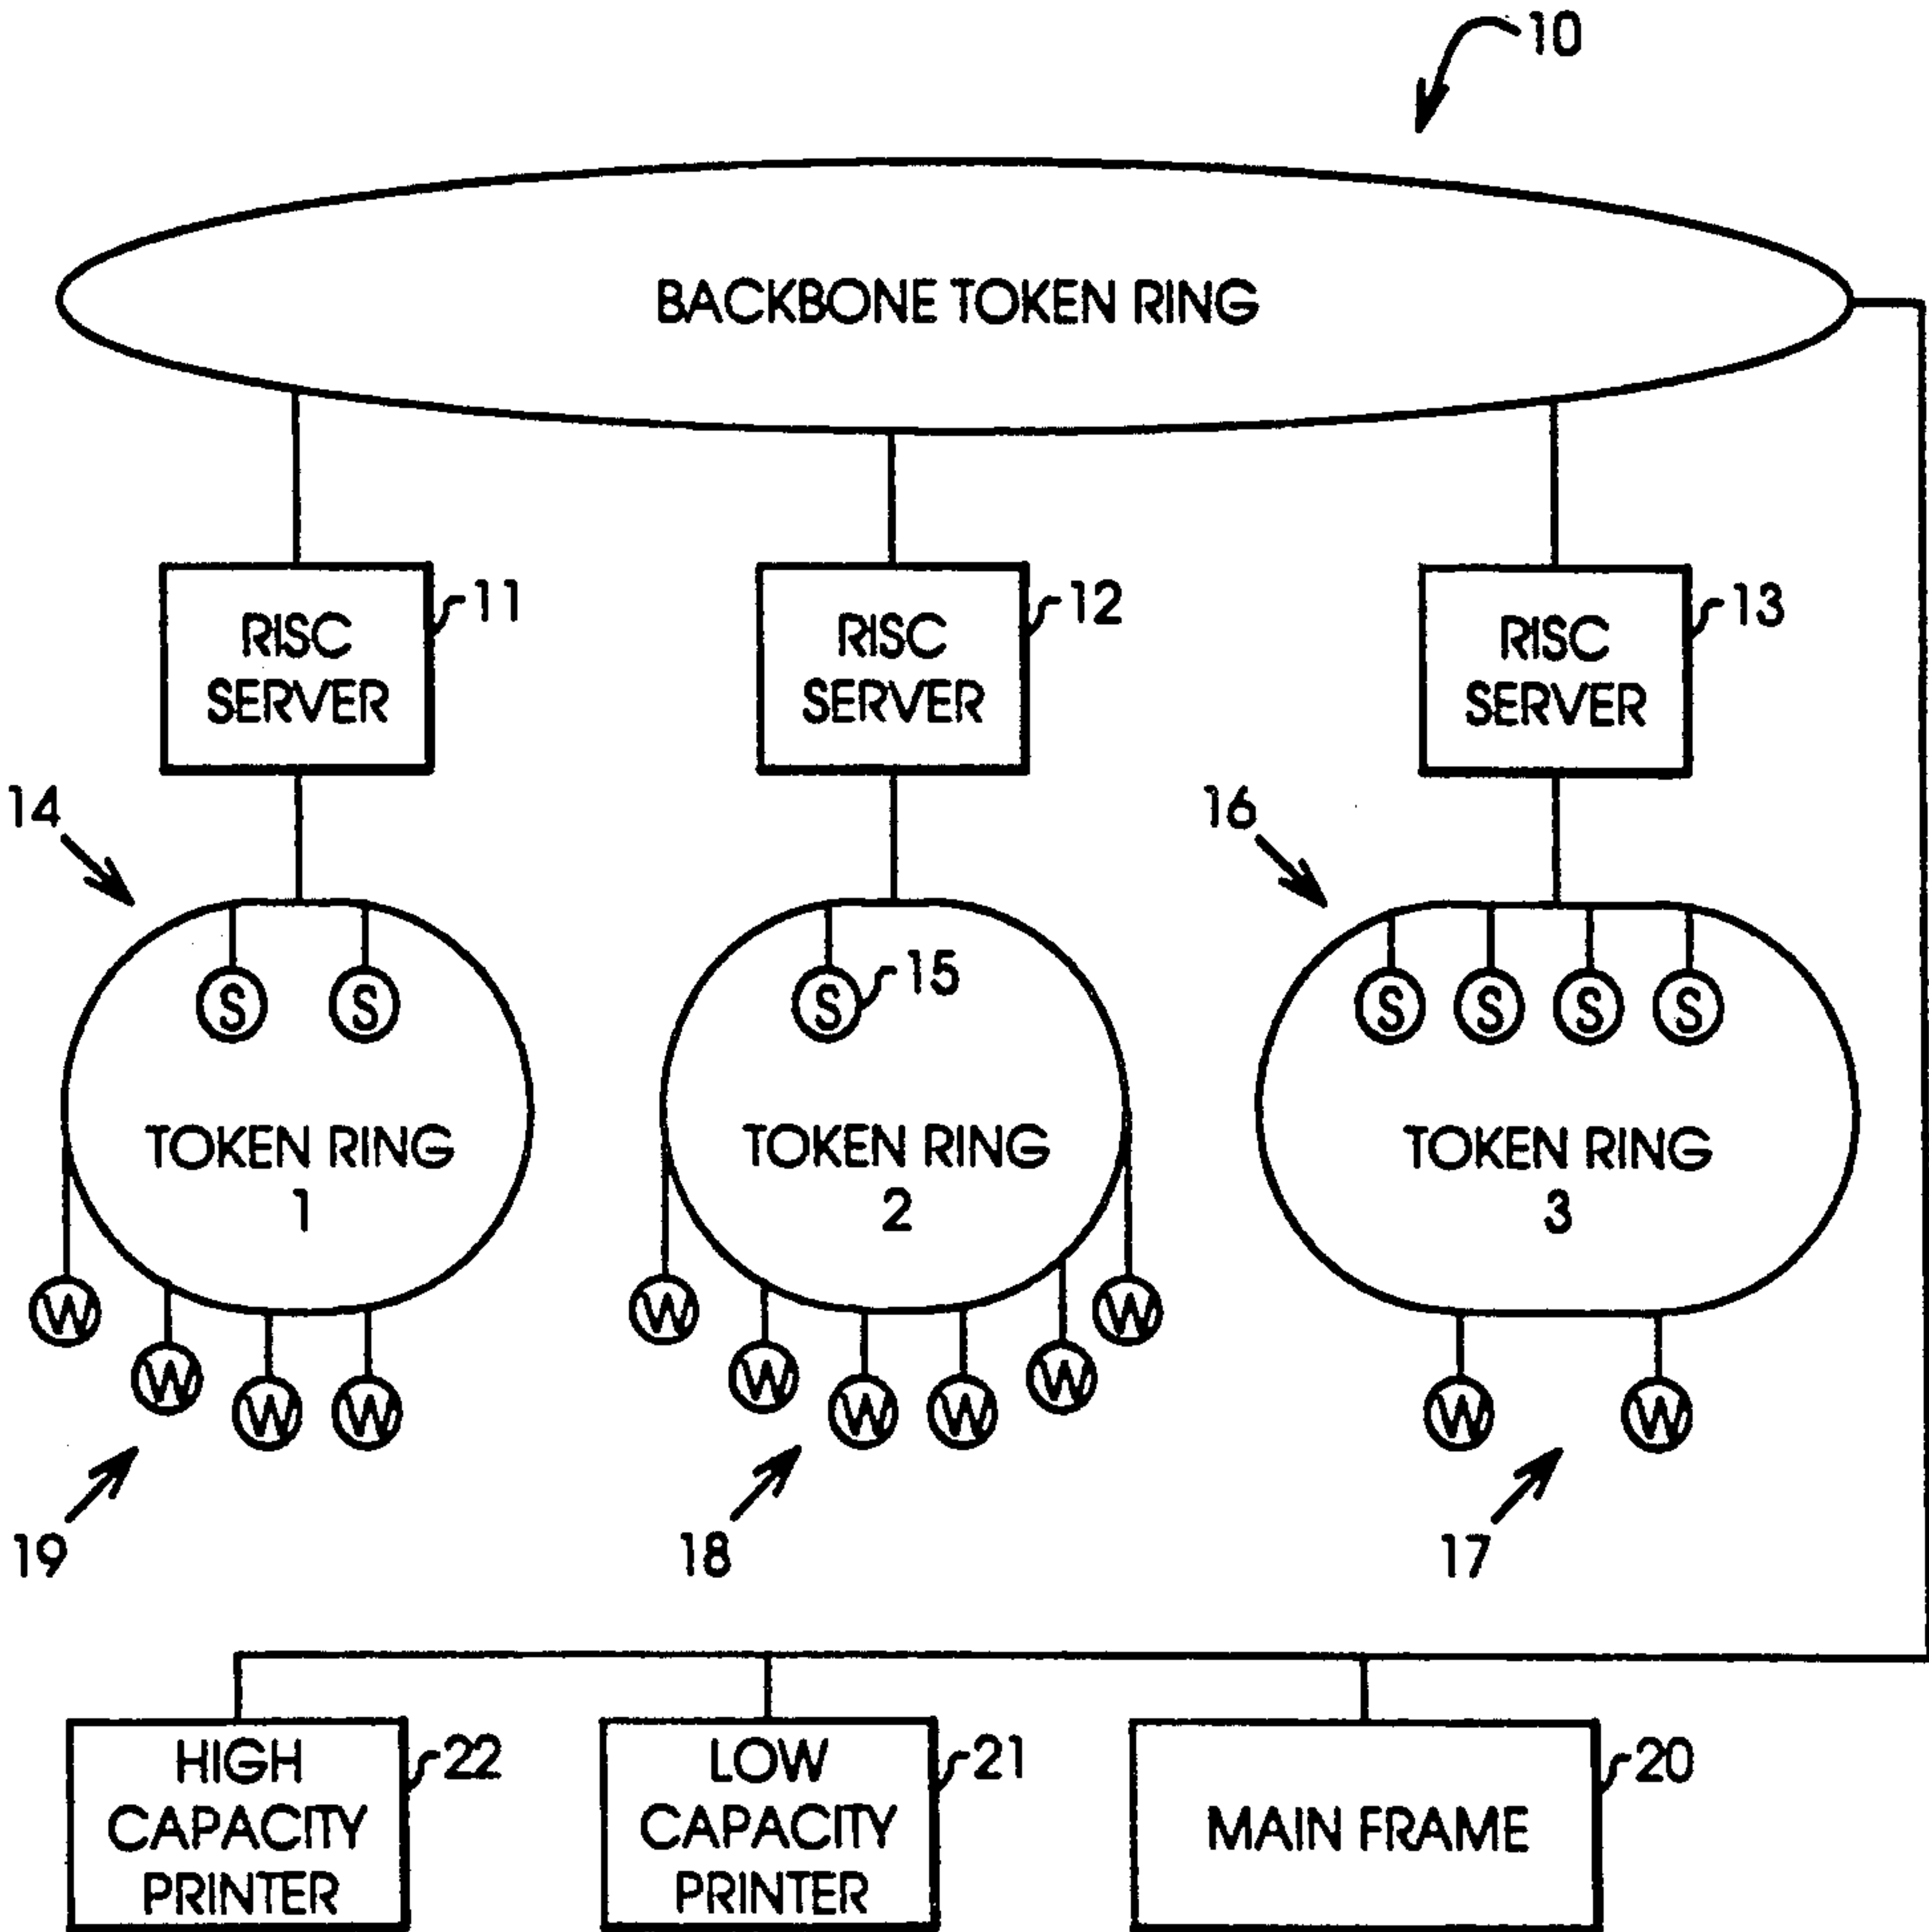 10
BACKBONE TOKEN RING
RISC
SERVER
11
RISC
SERVER
12
RISC
SERVER
13
14
16
S
S
S
15
S
S
S
S
TOKEN RING
1
TOKEN RING
2
TOKEN RING
3
W
W
W
W
W
W
W
W
W
W
W
W
19
18
17
HIGH
CAPACITY
PRINTER
22
LOW
CAPACITY
PRINTER
21
MAIN FRAME
20